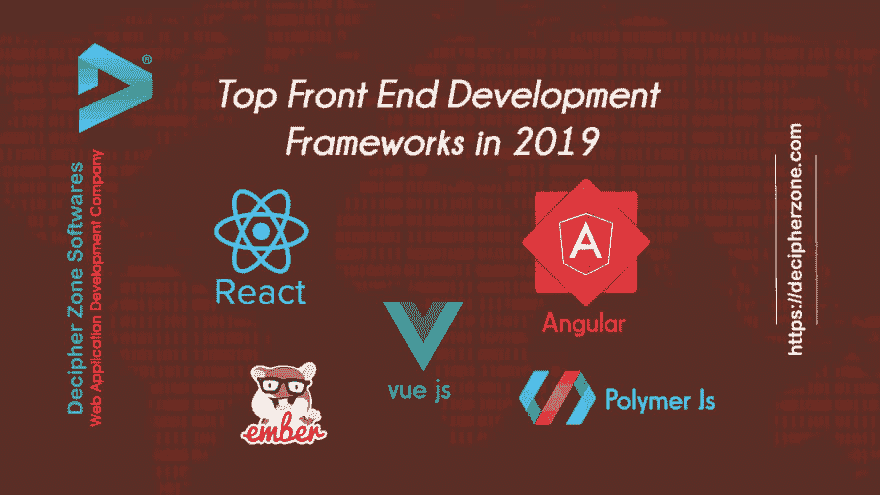 ®
Top Front End Development
Frameworks in 2019
Decipher Zone Softwares
Web Application Development Company
https://decipherzone.com
React
A
Angular
vue js
ember
Polymer Js